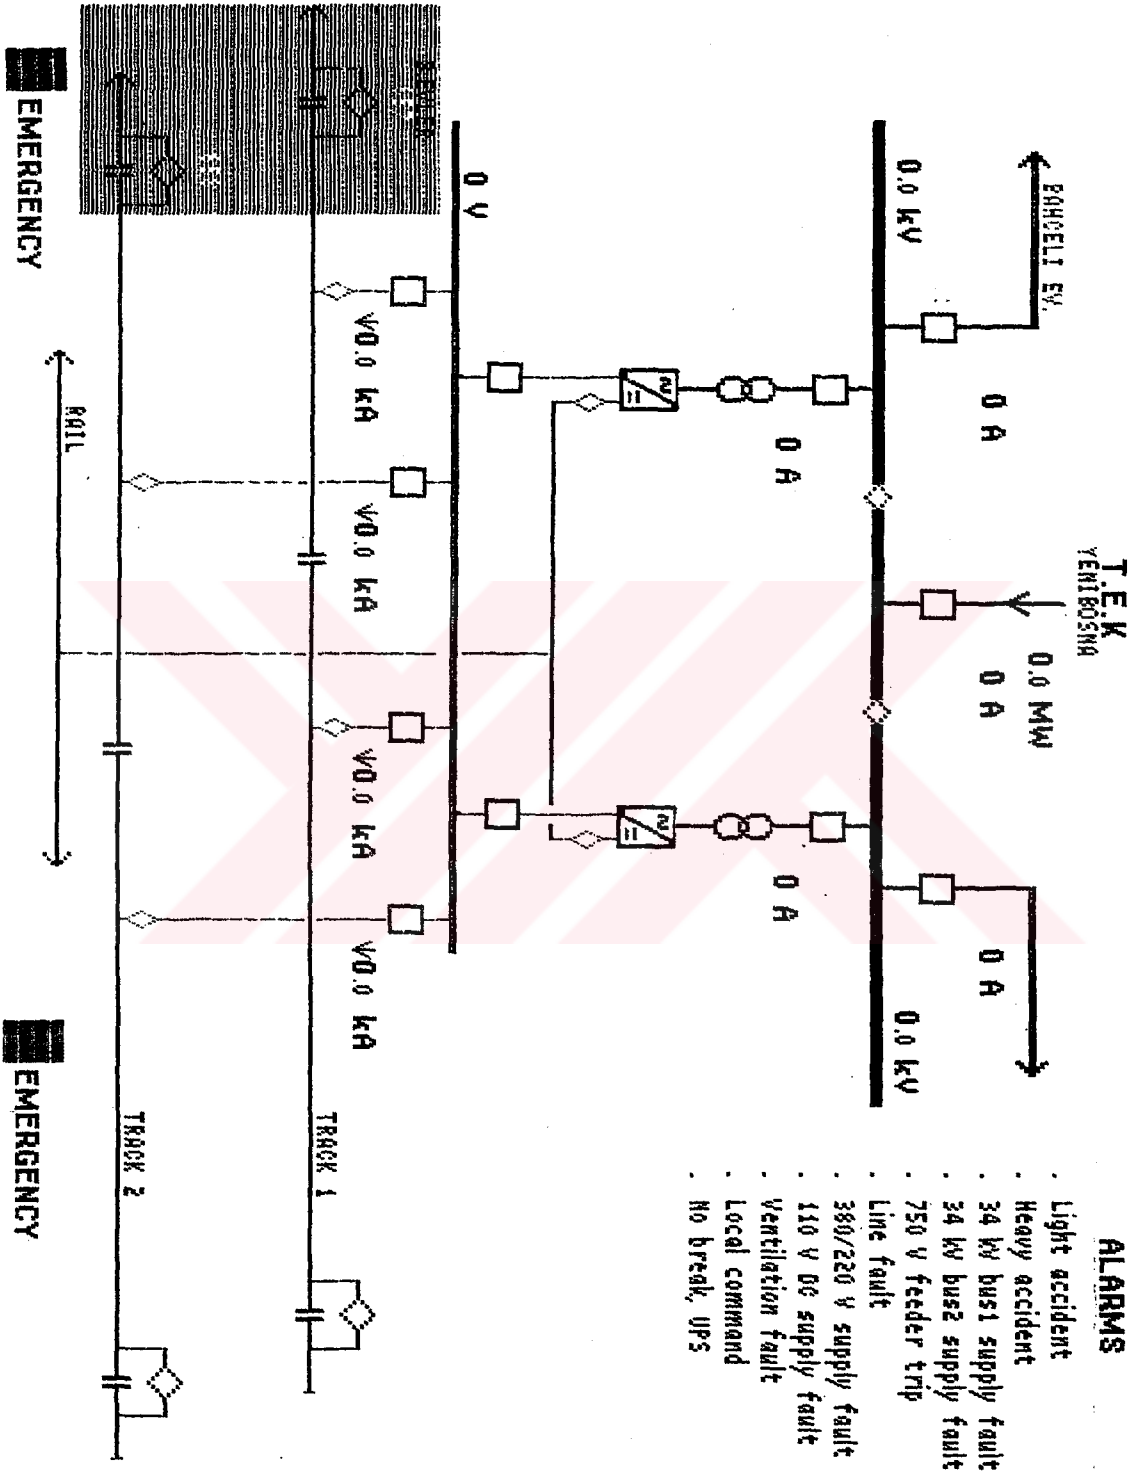 T.E.K
YENIBOSNA
BAHCELI EV.
0.0 MW
0 A
0 A
0 A
0.0 kV
0.0 kV
0 A
0 A
0 V
V0.0 kA
V0.0 kA
V0.0 kA
V0.0 kA
TRACK 1
TRACK 2
RAIL
EMERGENCY
EMERGENCY
ALARMS
. Light accident
. Heavy accident
. 34 kV bus1 supply fault
. 34 kV bus2 supply fault
. 750 V feeder trip
. Line fault
. 380/220 V supply fault
. 110 V DC supply fault
. Ventilation fault
. Local command
. No break, UPS